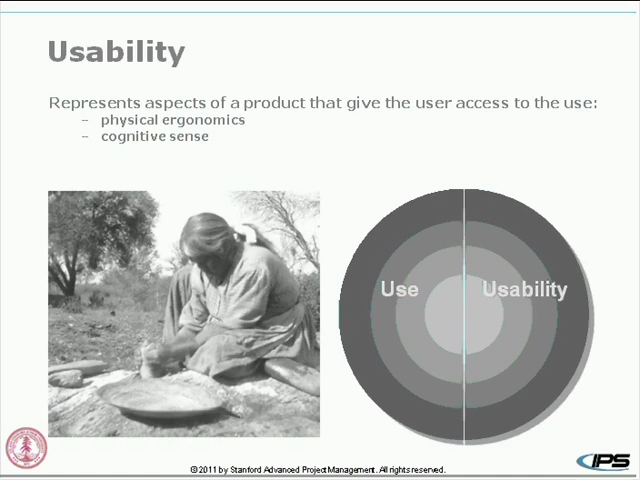 Usability
Represents aspects of a product that give the user access to the use:
– physical ergonomics
– cognitive sense
Use
Usability
© 2011 by Stanford Advanced Project Management. All rights reserved.
IPS